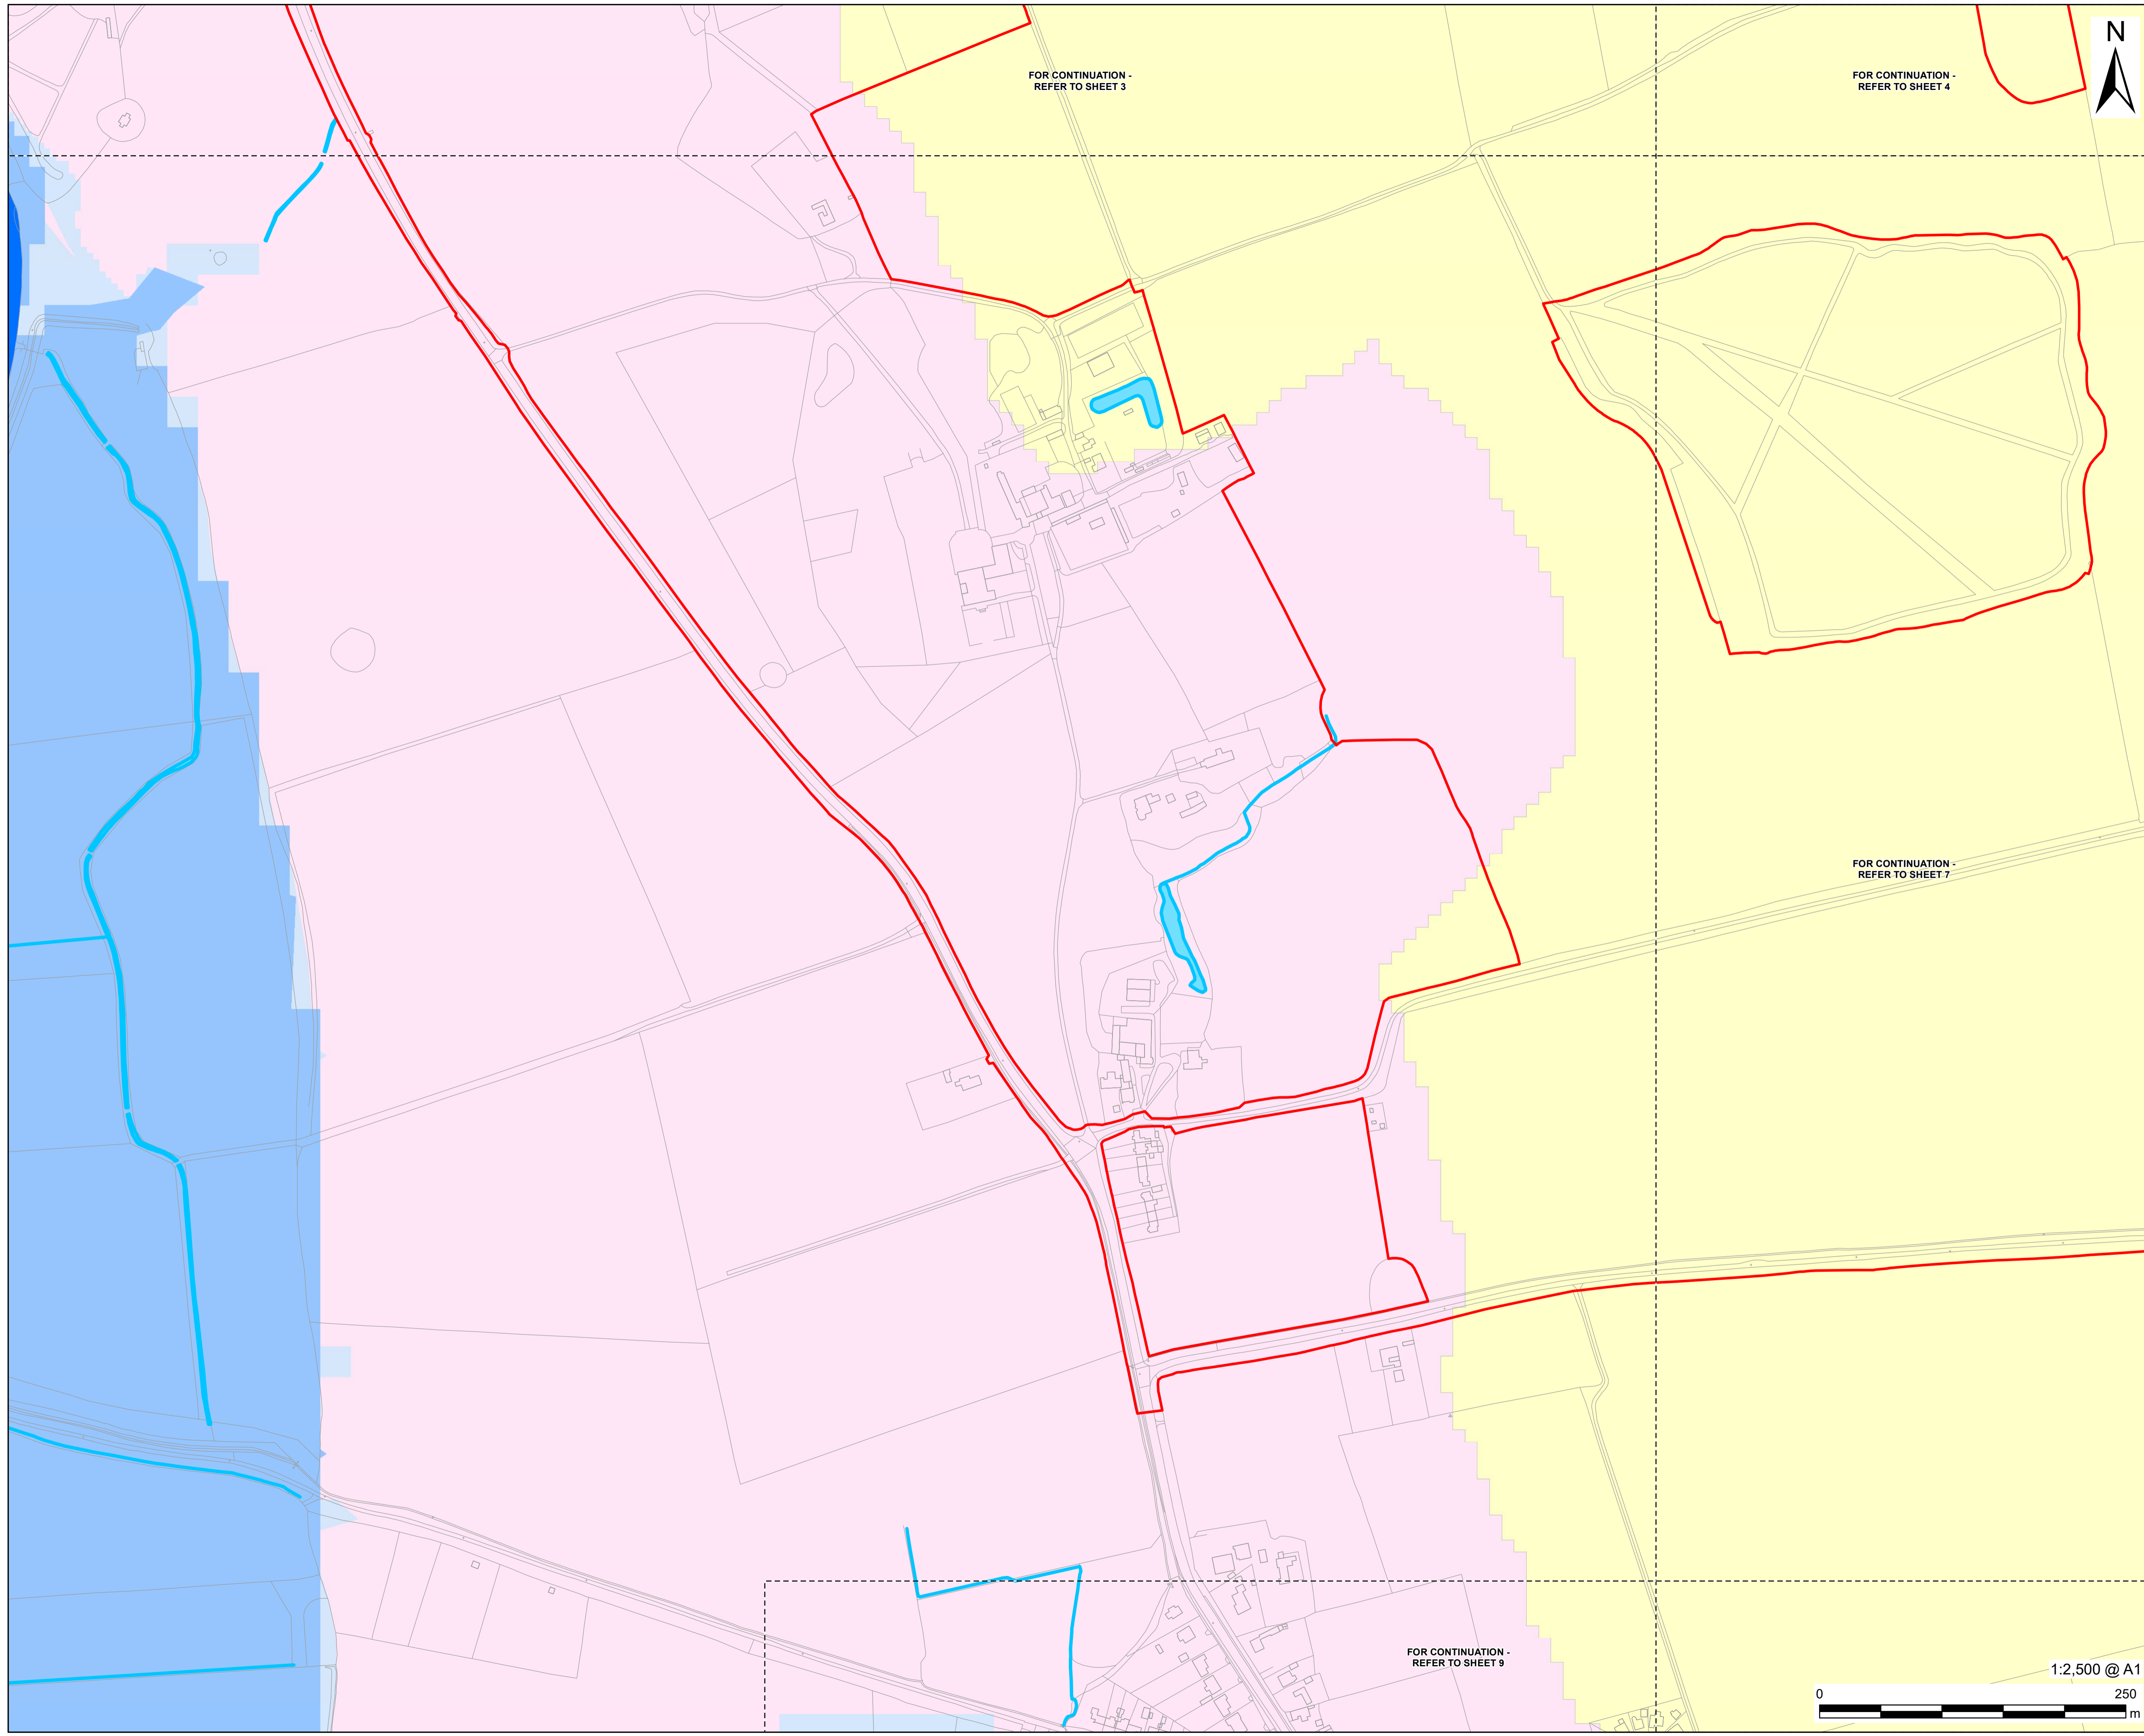 N
FOR CONTINUATION -
REFER TO SHEET 3
FOR CONTINUATION -
REFER TO SHEET 4
FOR CONTINUATION -
REFER TO SHEET 7
FOR CONTINUATION -
REFER TO SHEET 9
1:2,500 @ A1
0 250
m